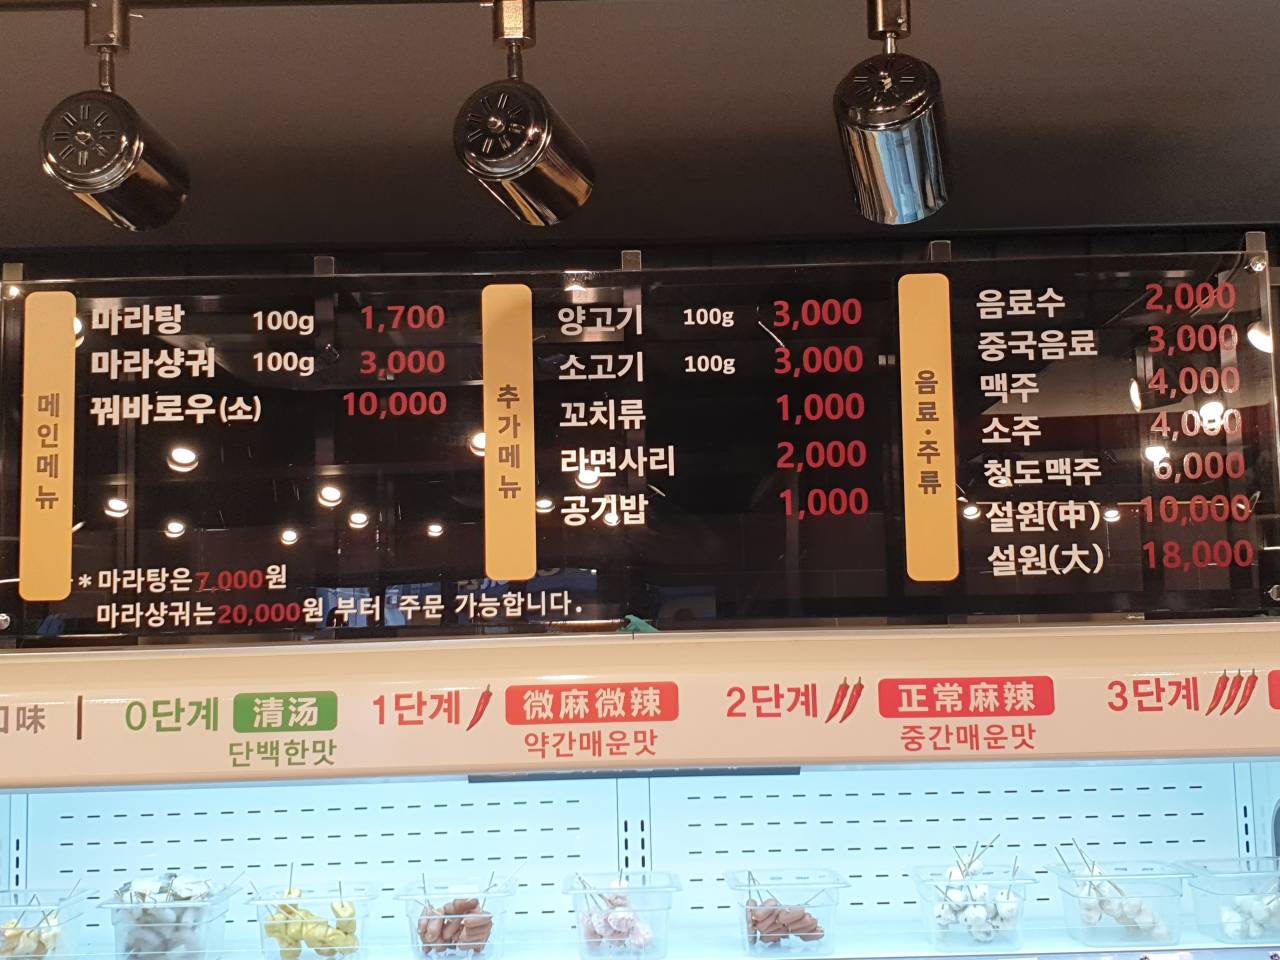 메인메뉴
마라탕 100g 1,700
마라샹궈 100g 3,000
꿔바로우(소) 10,000
*마라탕은7,000원
마라샹궈는20,000원 부터 주문 가능합니다.
추가메뉴
양고기 100g 3,000
소고기 100g 3,000
꼬치류 1,000
라면사리 2,000
공기밥 1,000
음료·주류
음료수 2,000
중국음료 3,000
맥주 4,000
소주 4,000
청도맥주 6,000
설원(中) 10,000
설원(大) 18,000
口味
0단계 清汤
단백한맛
1단계 微麻微辣
약간매운맛
2단계 正常麻辣
중간매운맛
3단계